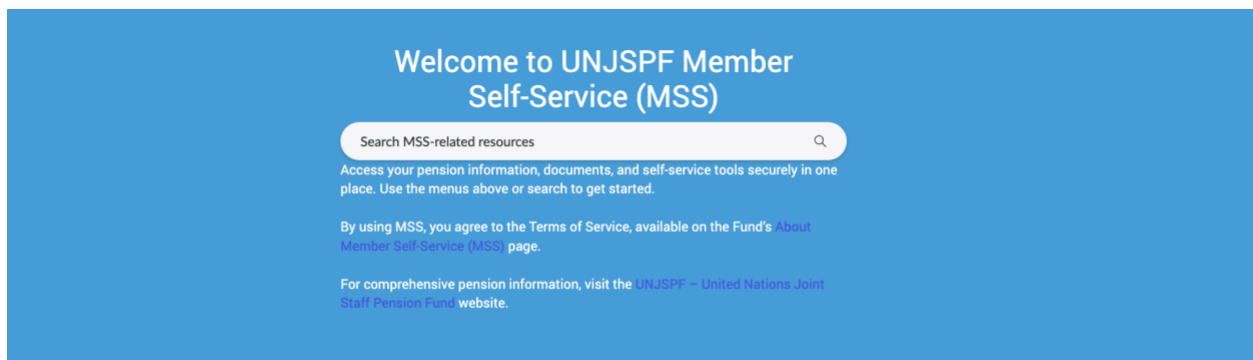 Welcome to UNJSPF Member
Self-Service (MSS)
Search MSS-related resources
Access your pension information, documents, and self-service tools securely in one
place. Use the menus above or search to get started.
By using MSS, you agree to the Terms of Service, available on the Fund's About
Member Self-Service (MSS) page.
For comprehensive pension information, visit the UNJSPF – United Nations Joint
Staff Pension Fund website.